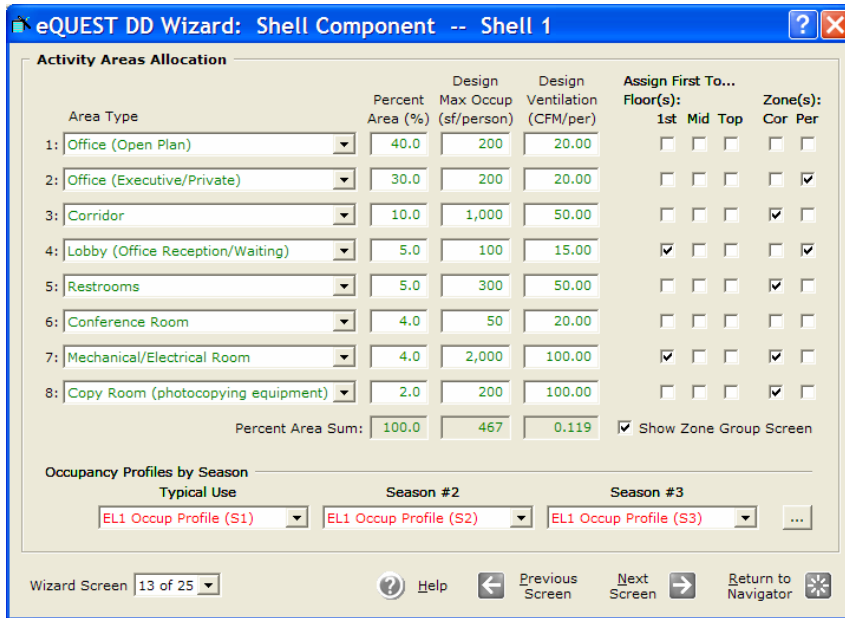 eQUEST DD Wizard: Shell Component -- Shell 1
?
X
Activity Areas Allocation
Design Design Assign First To...
Percent Max Occup Ventilation Floor(s): Zone(s):
Area Type Area (%) (sf/person) (CFM/per) 1st Mid Top Cor Per
1: Office (Open Plan) 40.0 200 20.00
2: Office (Executive/Private) 30.0 200 20.00
3: Corridor 10.0 1,000 50.00
4: Lobby (Office Reception/Waiting) 5.0 100 15.00
5: Restrooms 5.0 300 50.00
6: Conference Room 4.0 50 20.00
7: Mechanical/Electrical Room 4.0 2,000 100.00
8: Copy Room (photocopying equipment) 2.0 200 100.00
Percent Area Sum: 100.0 467 0.119 Show Zone Group Screen
Occupancy Profiles by Season
Typical Use Season #2 Season #3
EL1 Occup Profile (S1) EL1 Occup Profile (S2) EL1 Occup Profile (S3) ...
Wizard Screen 13 of 25 ? Help Previous Screen Next Screen Return to Navigator